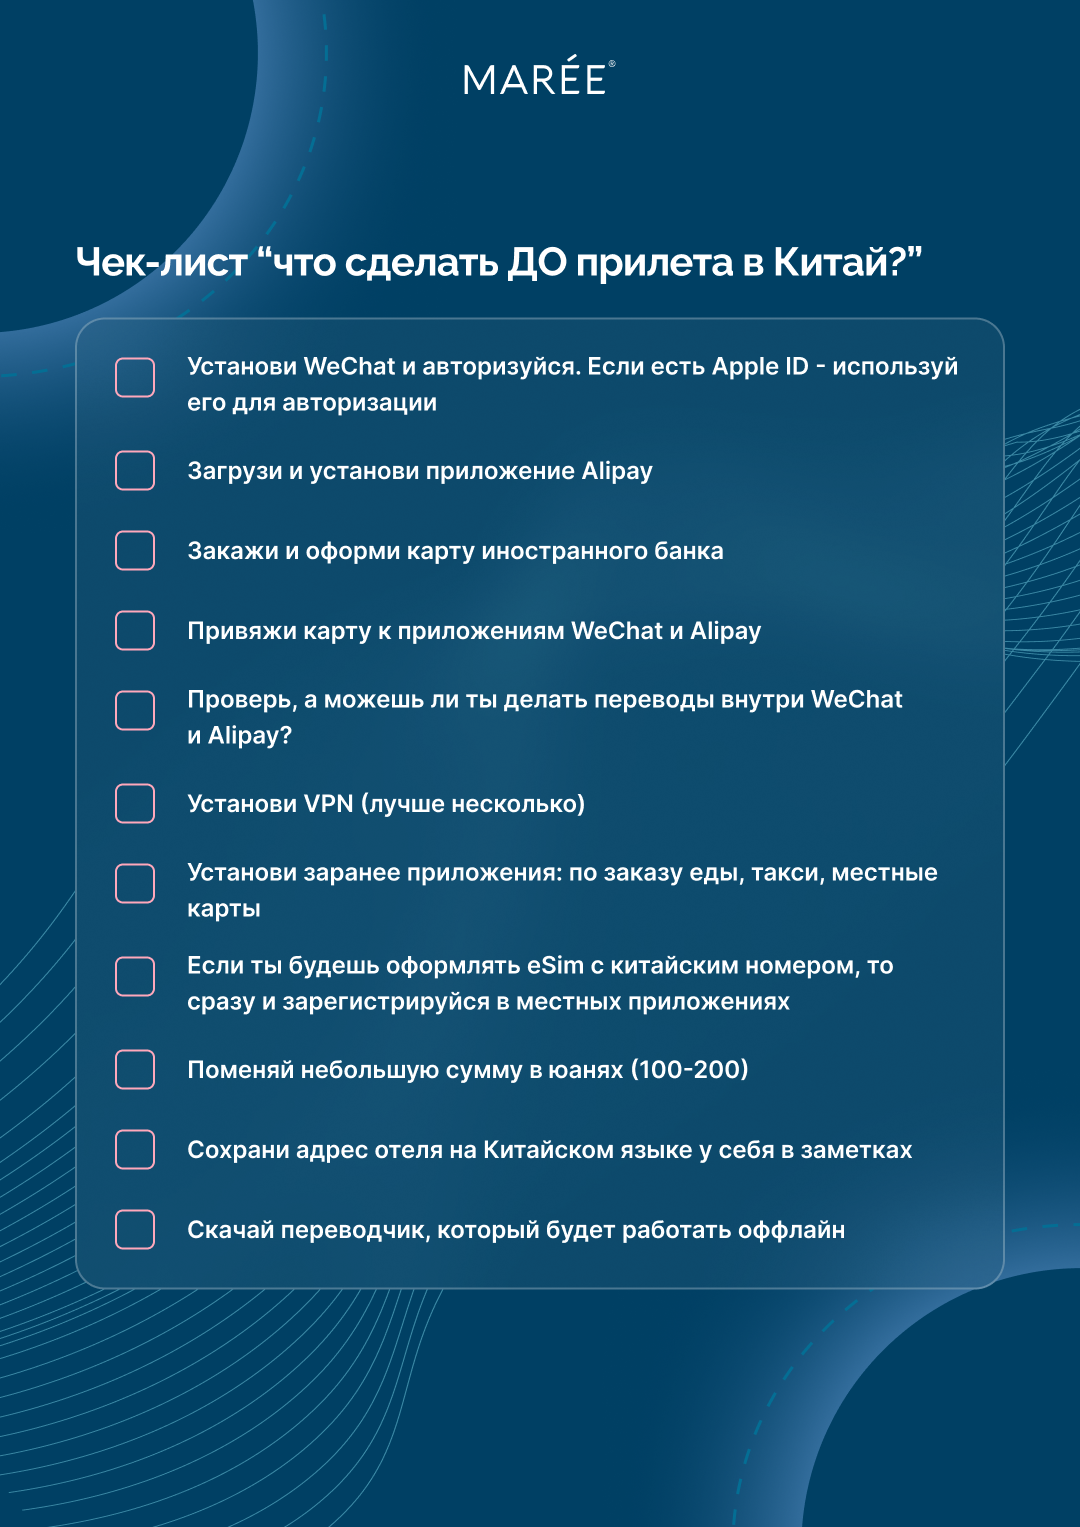 MARÉE®
Чек-лист “что сделать ДО прилета в Китай?”
Установи WeChat и авторизуйся. Если есть Apple ID - используй
его для авторизации
Загрузи и установи приложение Alipay
Закажи и оформи карту иностранного банка
Привяжи карту к приложениям WeChat и Alipay
Проверь, а можешь ли ты делать переводы внутри WeChat
и Alipay?
Установи VPN (лучше несколько)
Установи заранее приложения: по заказу еды, такси, местные
карты
Если ты будешь оформлять eSim с китайским номером, то
сразу и зарегистрируйся в местных приложениях
Поменяй небольшую сумму в юанях (100-200)
Сохрани адрес отеля на Китайском языке у себя в заметках
Скачай переводчик, который будет работать оффлайн